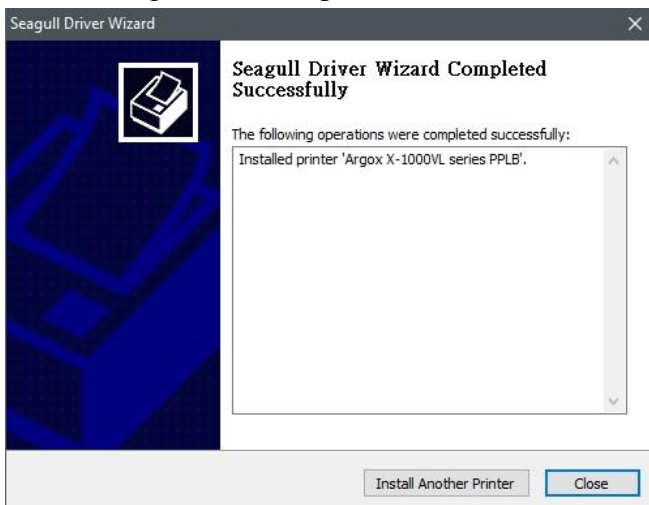 Seagull Driver Wizard
Seagull Driver Wizard Completed
Successfully
The following operations were completed successfully:
Installed printer 'Argox X-1000VL series PPLB'.
Install Another Printer
Close